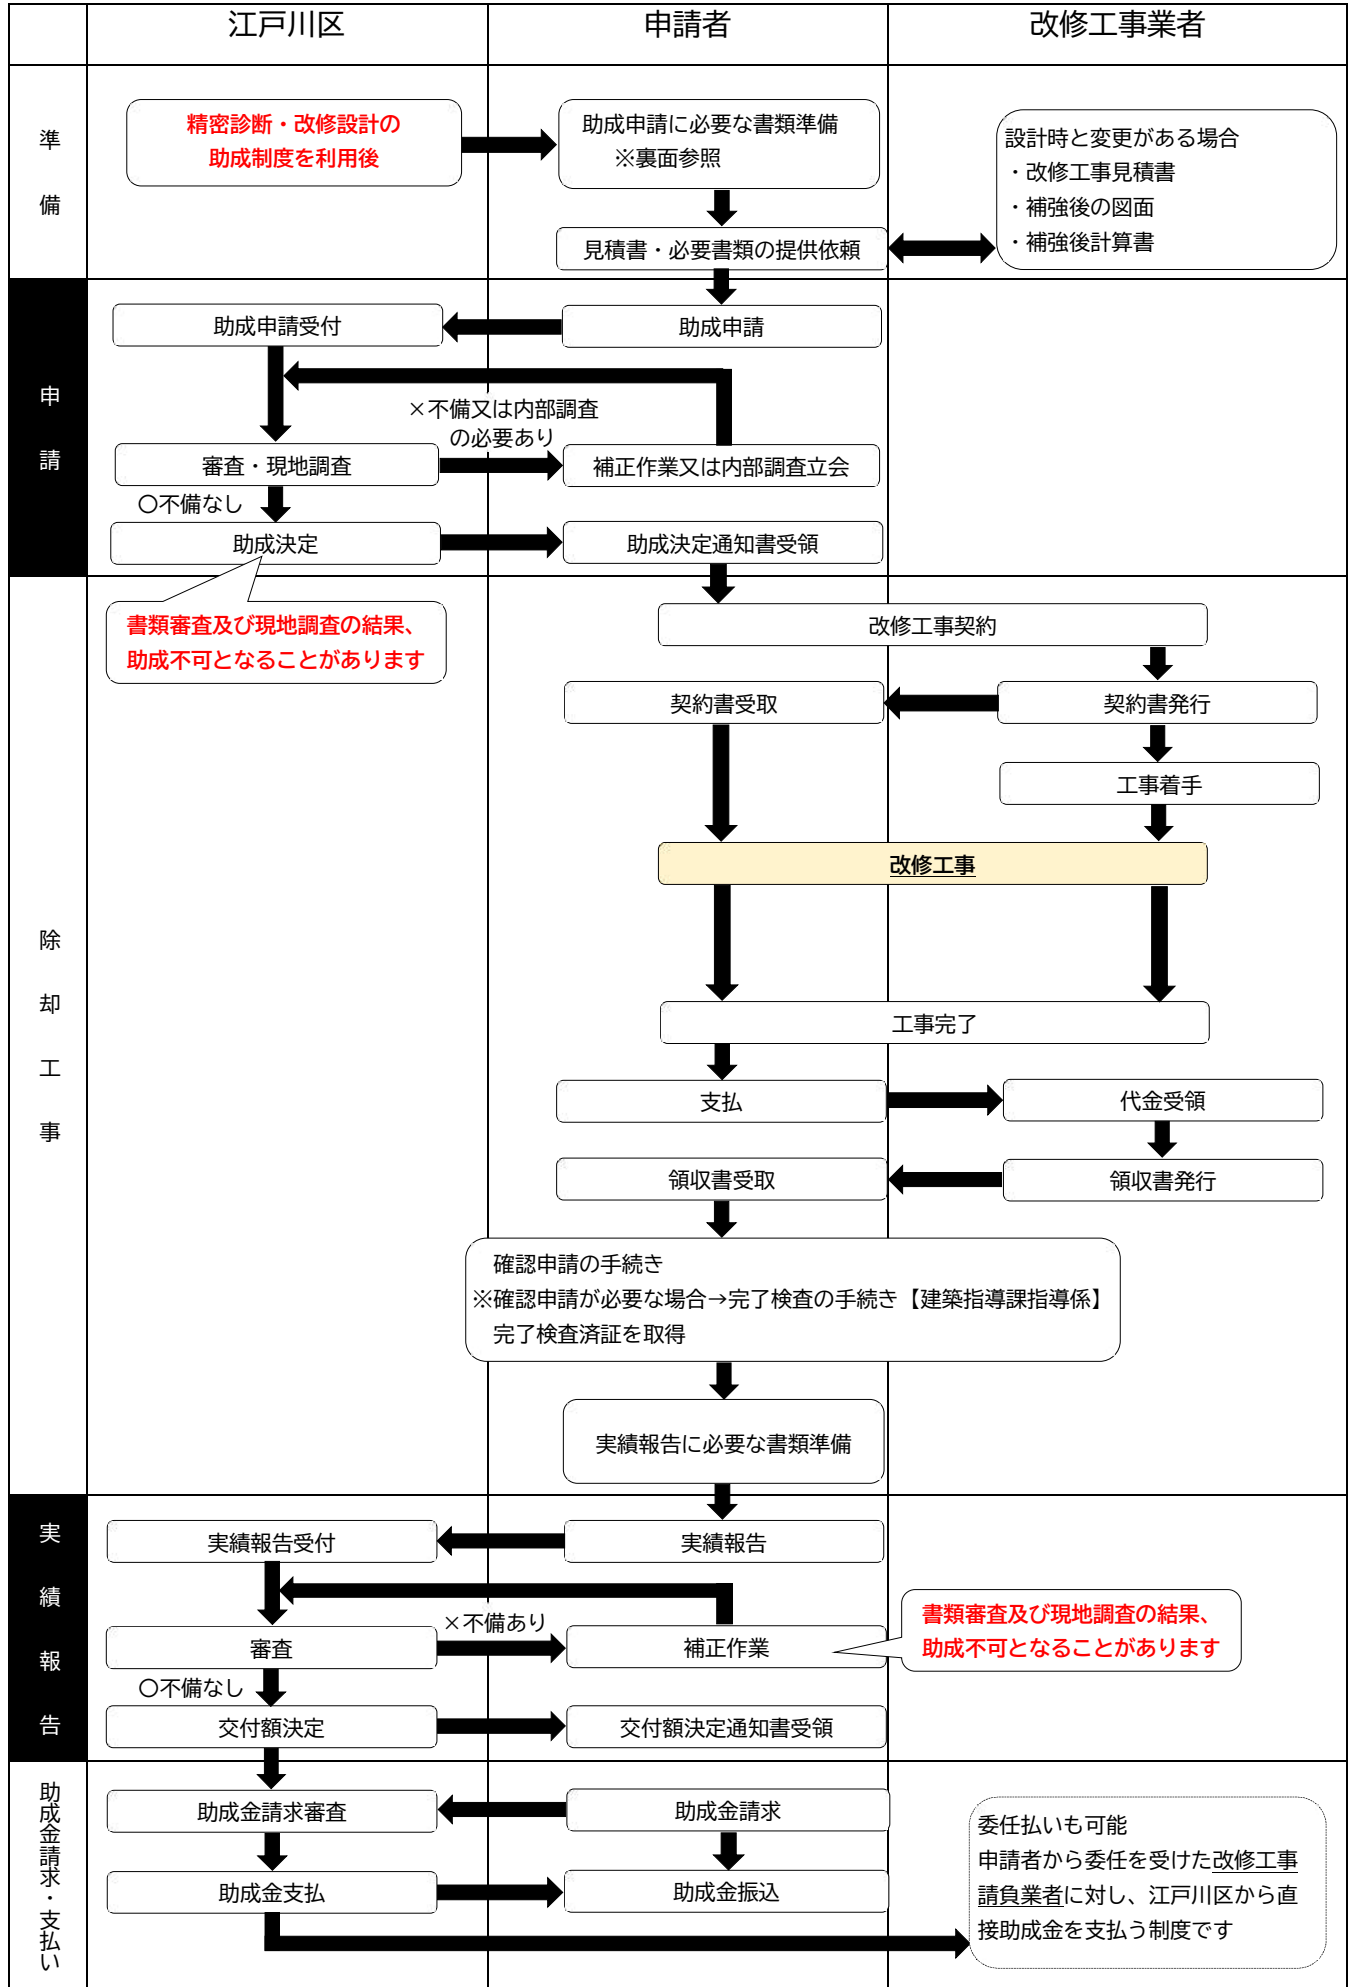 江戸川区
申請者
改修工事業者
準備
精密診断・改修設計の
助成制度を利用後
助成申請に必要な書類準備
※裏面参照
設計時と変更がある場合
・改修工事見積書
・補強後の図面
・補強後計算書
見積書・必要書類の提供依頼
申請
助成申請受付
助成申請
×不備又は内部調査
の必要あり
審査・現地調査
補正作業又は内部調査立会
〇不備なし
助成決定
助成決定通知書受領
除却工事
書類審査及び現地調査の結果、
助成不可となることがあります
改修工事契約
契約書受取
契約書発行
工事着手
改修工事
工事完了
支払
代金受領
領収書受取
領収書発行
確認申請の手続き
※確認申請が必要な場合→完了検査の手続き【建築指導課指導係】
完了検査済証を取得
実績報告に必要な書類準備
実績報告
実績報告受付
実績報告
×不備あり
審査
補正作業
書類審査及び現地調査の結果、
助成不可となることがあります
〇不備なし
交付額決定
交付額決定通知書受領
助成金請求・支払い
助成金請求審査
助成金請求
助成金支払
助成金振込
委任払いも可能
申請者から委任を受けた改修工事
請負業者に対し、江戸川区から直
接助成金を支払う制度です